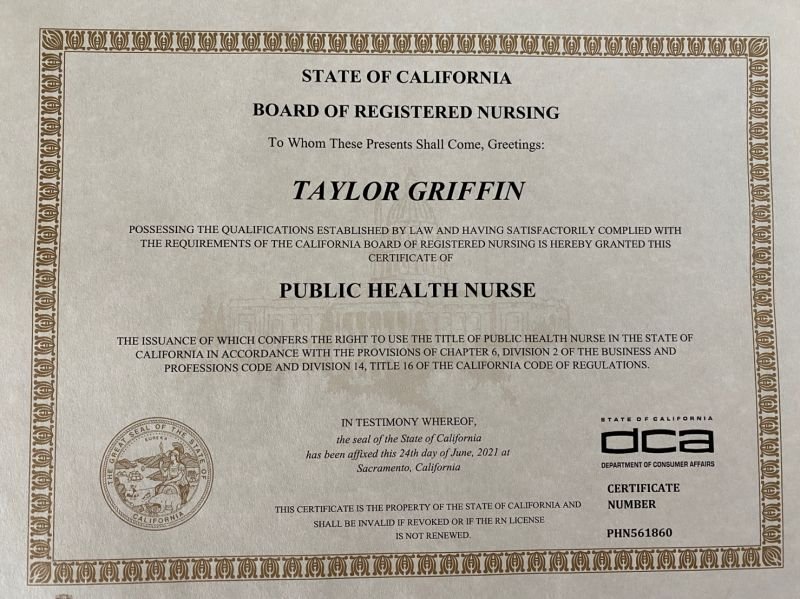 STATE OF CALIFORNIA
BOARD OF REGISTERED NURSING
To Whom These Presents Shall Come, Greetings:
TAYLOR GRIFFIN
POSSESSING THE QUALIFICATIONS ESTABLISHED BY LAW AND HAVING SATISFACTORILY COMPLIED WITH
THE REQUIREMENTS OF THE CALIFORNIA BOARD OF REGISTERED NURSING IS HEREBY GRANTED THIS
CERTIFICATE OF
PUBLIC HEALTH NURSE
THE ISSUANCE OF WHICH CONFERS THE RIGHT TO USE THE TITLE OF PUBLIC HEALTH NURSE IN THE STATE OF
CALIFORNIA IN ACCORDANCE WITH THE PROVISIONS OF CHAPTER 6, DIVISION 2 OF THE BUSINESS AND
PROFESSIONS CODE AND DIVISION 14, TITLE 16 OF THE CALIFORNIA CODE OF REGULATIONS.
THE GREAT SEAL OF THE STATE OF CALIFORNIA
EUREKA
IN TESTIMONY WHEREOF,
the seal of the State of California
has been affixed this 24th day of June, 2021 at
Sacramento, California
THIS CERTIFICATE IS THE PROPERTY OF THE STATE OF CALIFORNIA AND
SHALL BE INVALID IF REVOKED OR IF THE RN LICENSE
IS NOT RENEWED.
STATE OF CALIFORNIA
dca
DEPARTMENT OF CONSUMER AFFAIRS
CERTIFICATE
NUMBER
PHN561860